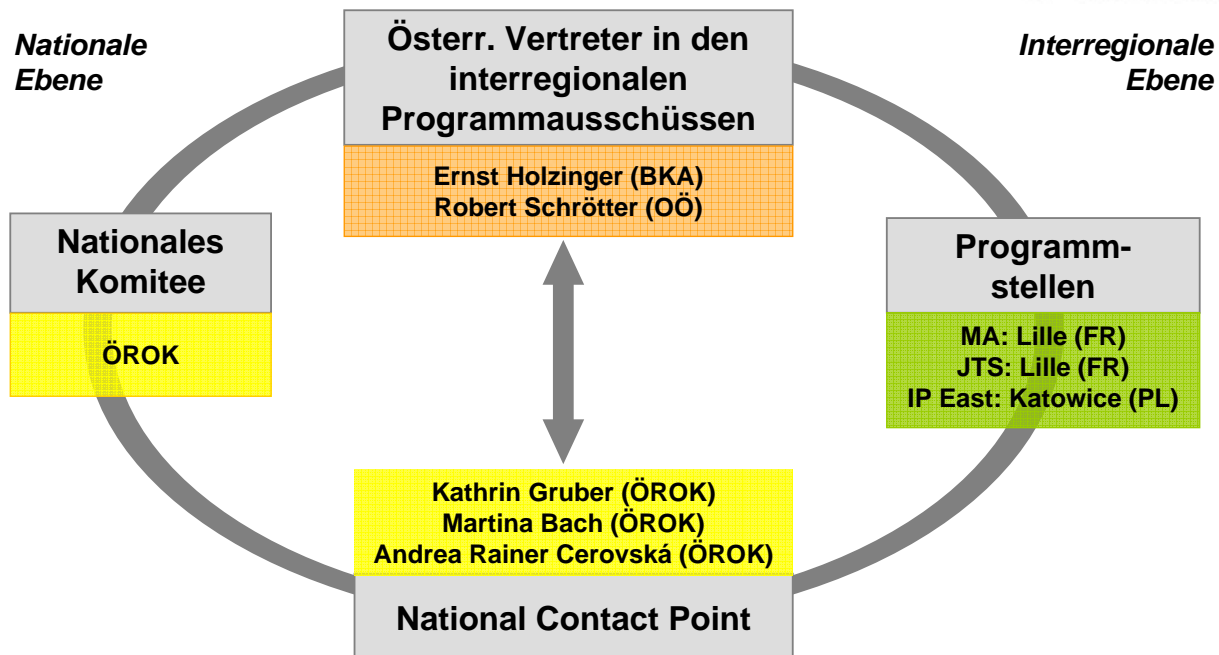 Nationale
Ebene
Österr. Vertreter in den
interregionalen
Programmausschüssen
Interregionale
Ebene
Ernst Holzinger (BKA)
Robert Schrötter (OÖ)
Nationales
Komitee
ÖROK
Programm-
stellen
MA: Lille (FR)
JTS: Lille (FR)
IP East: Katowice (PL)
Kathrin Gruber (ÖROK)
Martina Bach (ÖROK)
Andrea Rainer Cerovská (ÖROK)
National Contact Point